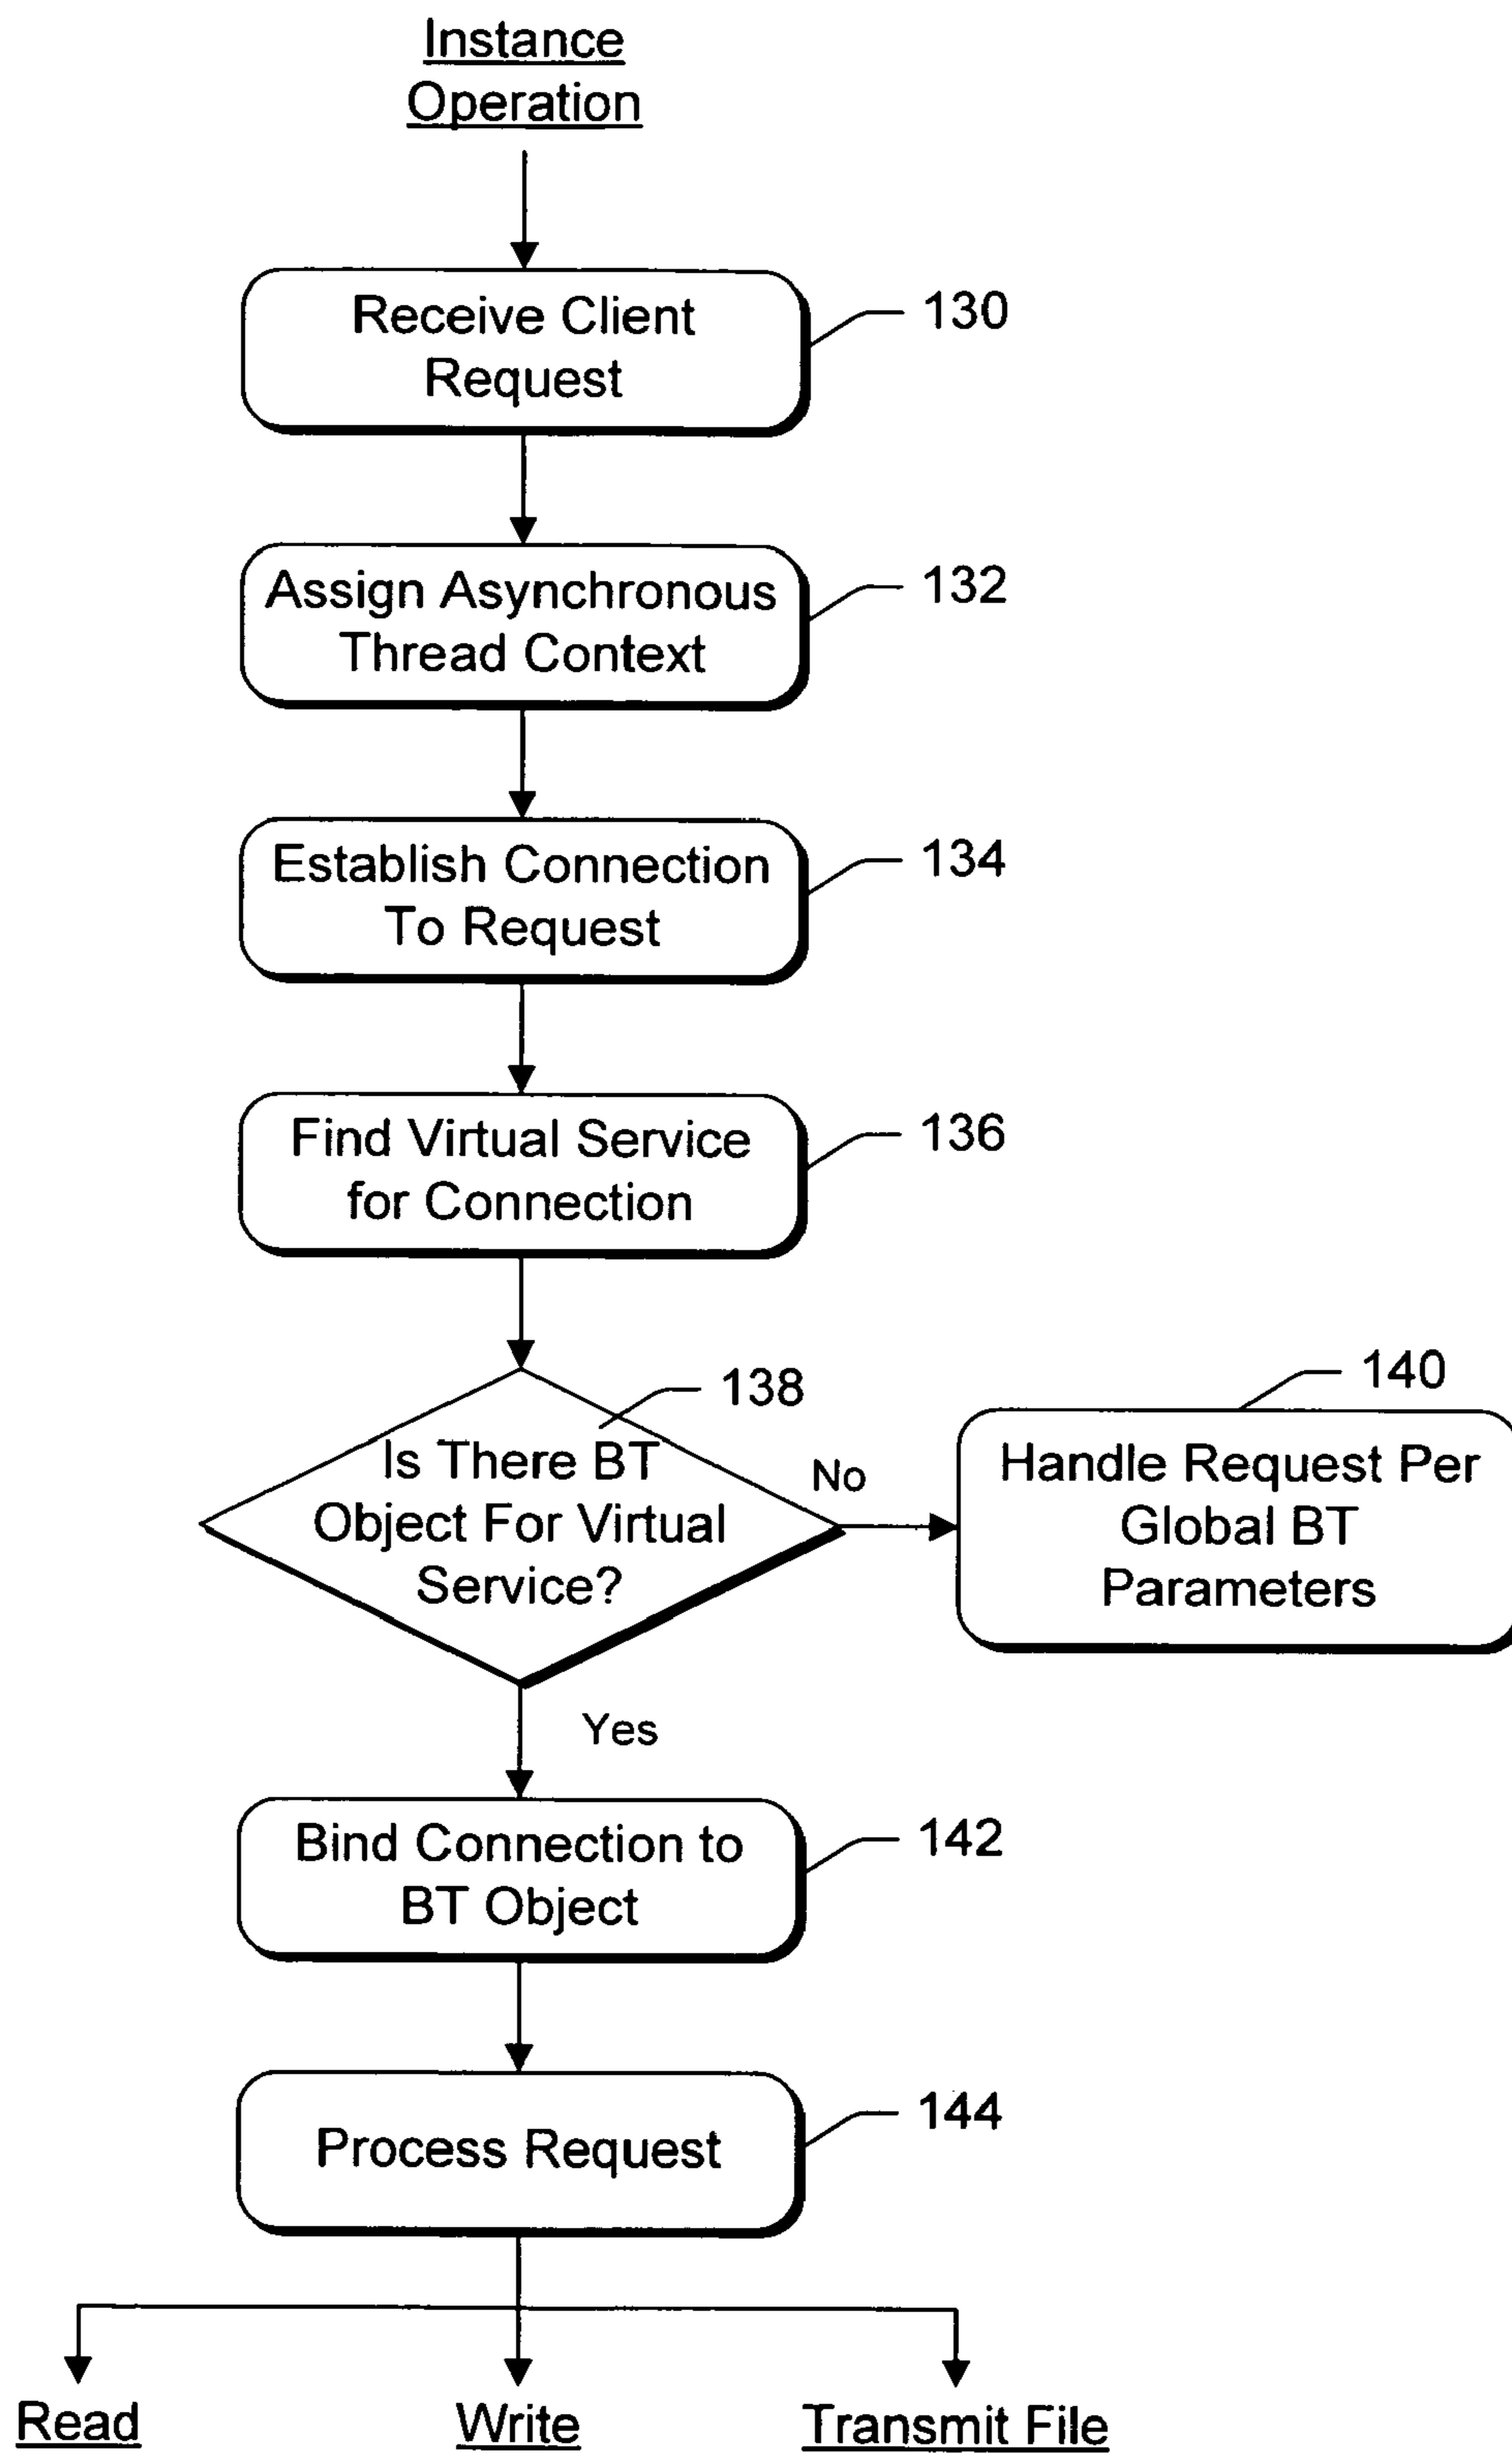 Instance
Operation
Receive Client
Request
130
Assign Asynchronous
Thread Context
132
Establish Connection
To Request
134
Find Virtual Service
for Connection
136
138
Is There BT
Object For Virtual
Service?
No
140
Handle Request Per
Global BT
Parameters
Yes
Bind Connection to
BT Object
142
Process Request
144
Read
Write
Transmit File